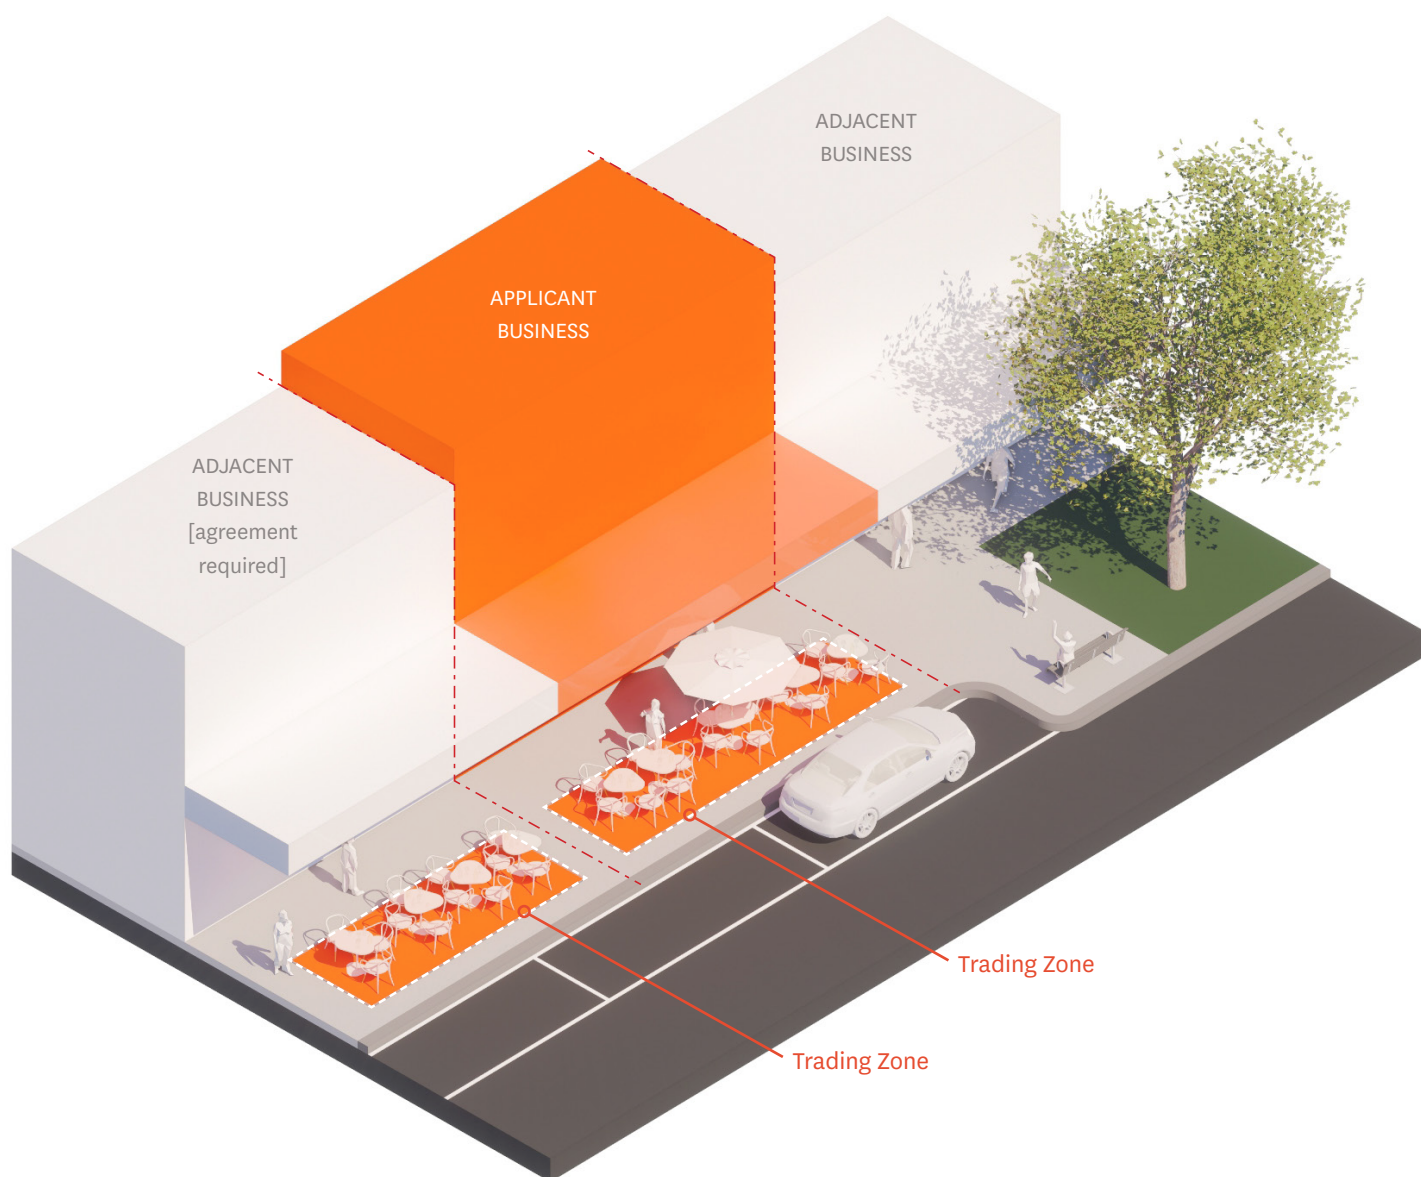 ADJACENT
BUSINESS
APPLICANT
BUSINESS
ADJACENT
BUSINESS
[agreement
required]
Trading Zone
Trading Zone